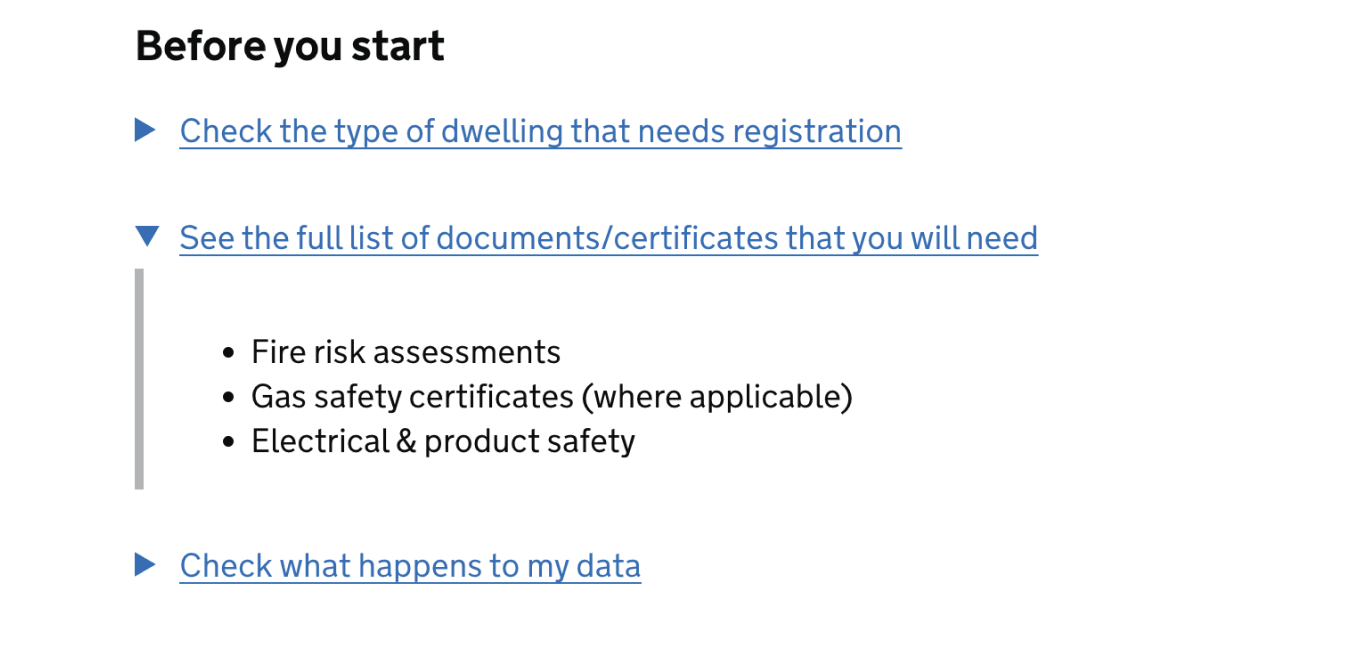 Before you start
Check the type of dwelling that needs registration
See the full list of documents/certificates that you will need
Fire risk assessments
Gas safety certificates (where applicable)
Electrical & product safety
Check what happens to my data